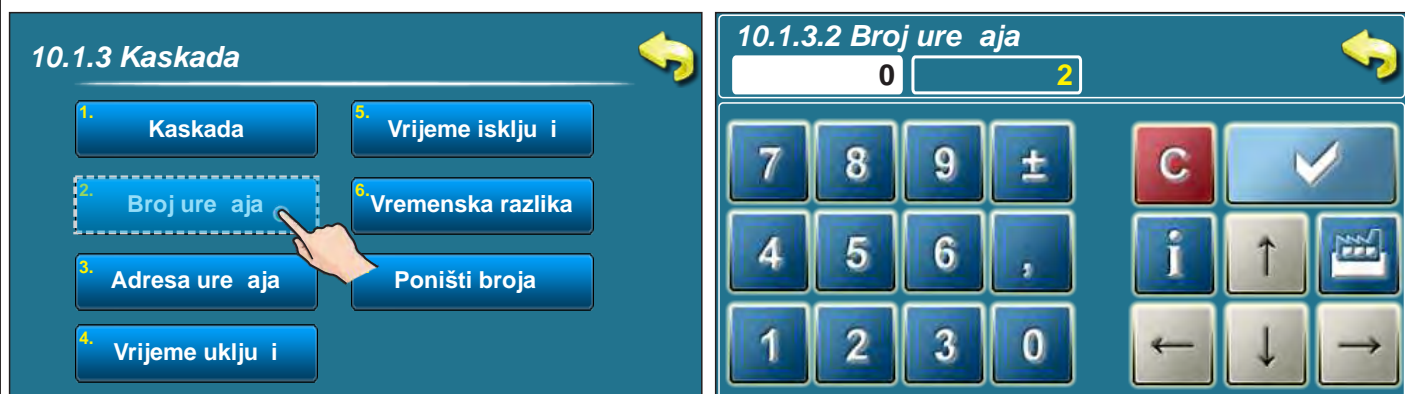 10.1.3 Kaskada
1. Kaskada
2. Broj ure aja
3. Adresa ure aja
4. Vrijeme uklju i
5. Vrijeme isklju i
6. Vremenska razlika
Poništi broja
10.1.3.2 Broj ure aja
0 2
7 8 9 ± C
4 5 6 , i ↑
1 2 3 0 ← ↓ →